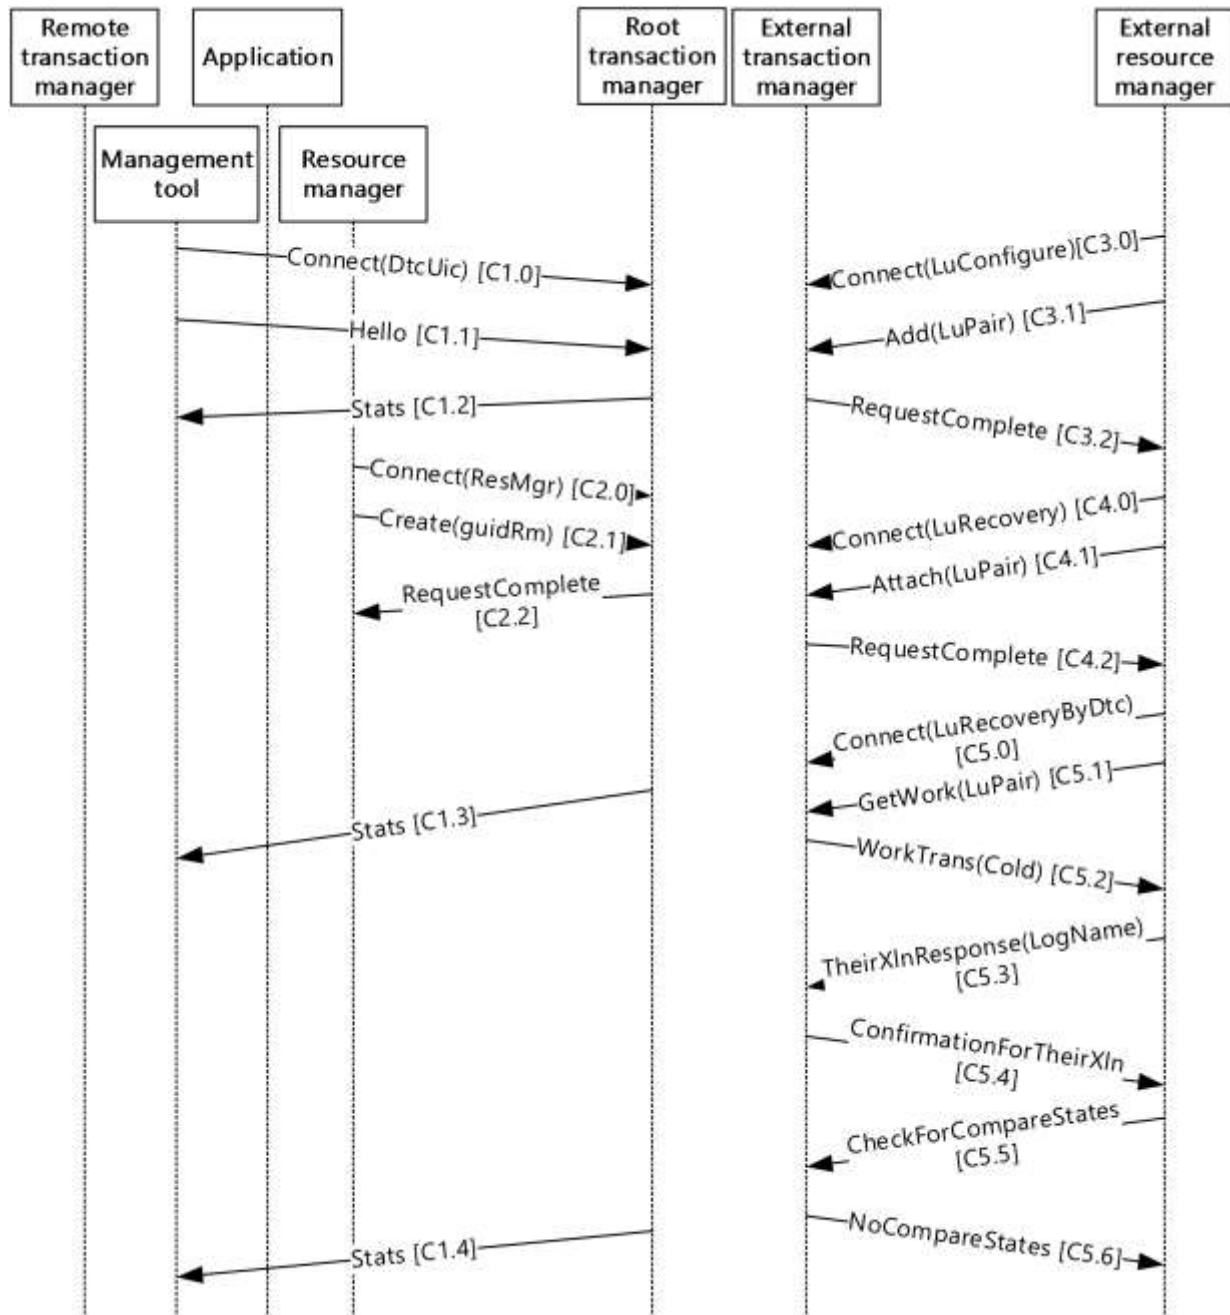 Remote
transaction
manager
Application
Root
transaction
manager
External
transaction
manager
External
resource
manager
Management
tool
Resource
manager
Connect(DtcUic) [C1.0]
Connect(LuConfigure)[C3.0]
Hello [C1.1]
Add(LuPair) [C3.1]
Stats [C1.2]
RequestComplete [C3.2]
Connect(ResMgr) [C2.0]
Connect(LuRecovery) [C4.0]
Create(guidRm) [C2.1]
Attach(LuPair) [C4.1]
RequestComplete
[C2.2]
RequestComplete [C4.2]
Connect(LuRecoveryByDtc)
[C5.0]
GetWork(LuPair) [C5.1]
Stats [C1.3]
WorkTrans(Cold) [C5.2]
TheirXlnResponse(LogName)
[C5.3]
ConfirmationForTheirXln
[C5.4]
CheckForCompareStates
[C5.5]
NoCompareStates [C5.6]
Stats [C1.4]